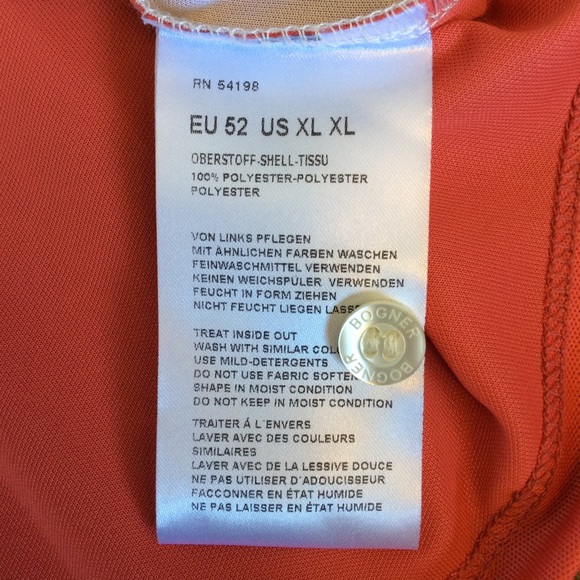 RN 54198
EU 52 US XL XL
OBERSTOFF-SHELL-TISSU
100% POLYESTER-POLYESTER
POLYESTER
VON LINKS PFLEGEN
MIT ÄHNLICHEN FARBEN WASCHEN
FEINWASCHMITTEL VERWENDEN
KEINEN WEICHSPÜLER VERWENDEN
FEUCHT IN FORM ZIEHEN
NICHT FEUCHT LIEGEN
BOGNER
BOGNER
TREAT INSIDE OUT
WASH WITH SIMILAR
USE MILD-DETERGENTS
DO NOT USE FABRIC
SHAPE IN MOIST CONDITION
DO NOT KEEP IN MOIST CONDITION
TRAITER Á L'ENVERS
LAVER AVEC DES COULEURS
SIMILAIRES
LAVER AVEC DE LA LESSIVE DOUCE
NE PAS UTILISER D'ADOUCISSEUR
FACCONNER EN ÉTAT HUMIDE
NE PAS LAISSER EN ÉTAT HUMIDE